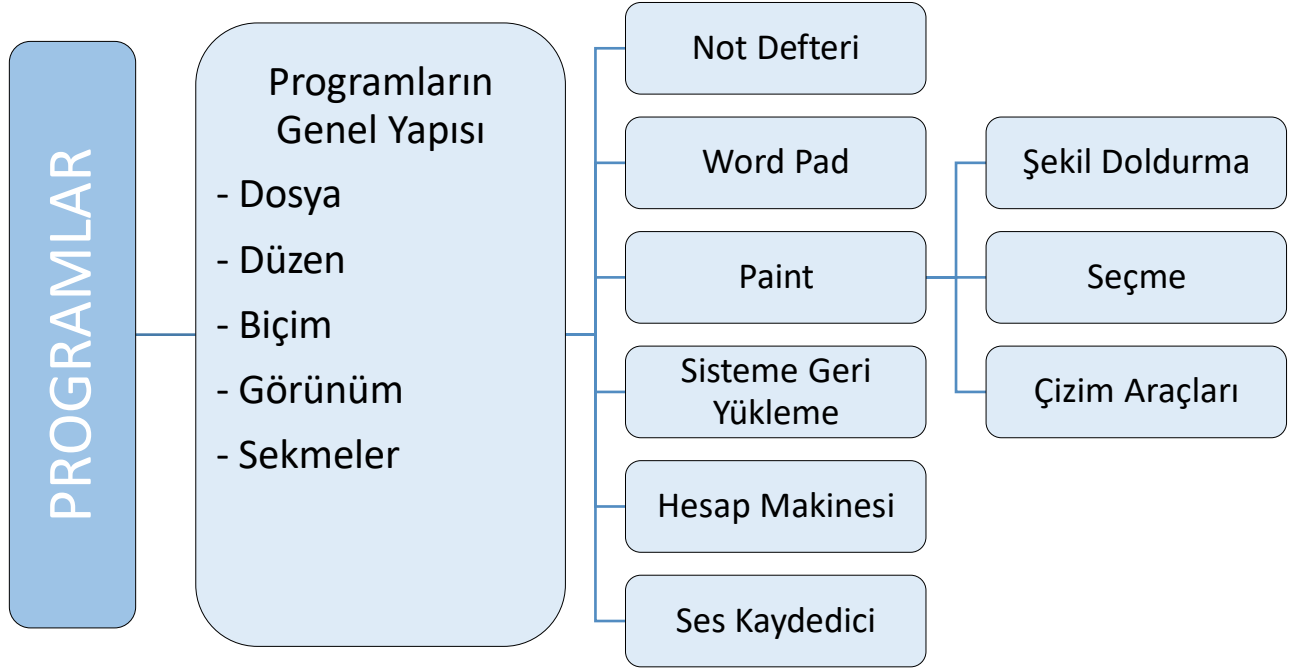 PROGRAMLAR
Programların
Genel Yapısı
- Dosya
- Düzen
- Biçim
- Görünüm
- Sekmeler
Not Defteri
Word Pad
Paint
Sisteme Geri
Yükleme
Hesap Makinesi
Ses Kaydedici
Şekil Doldurma
Seçme
Çizim Araçları